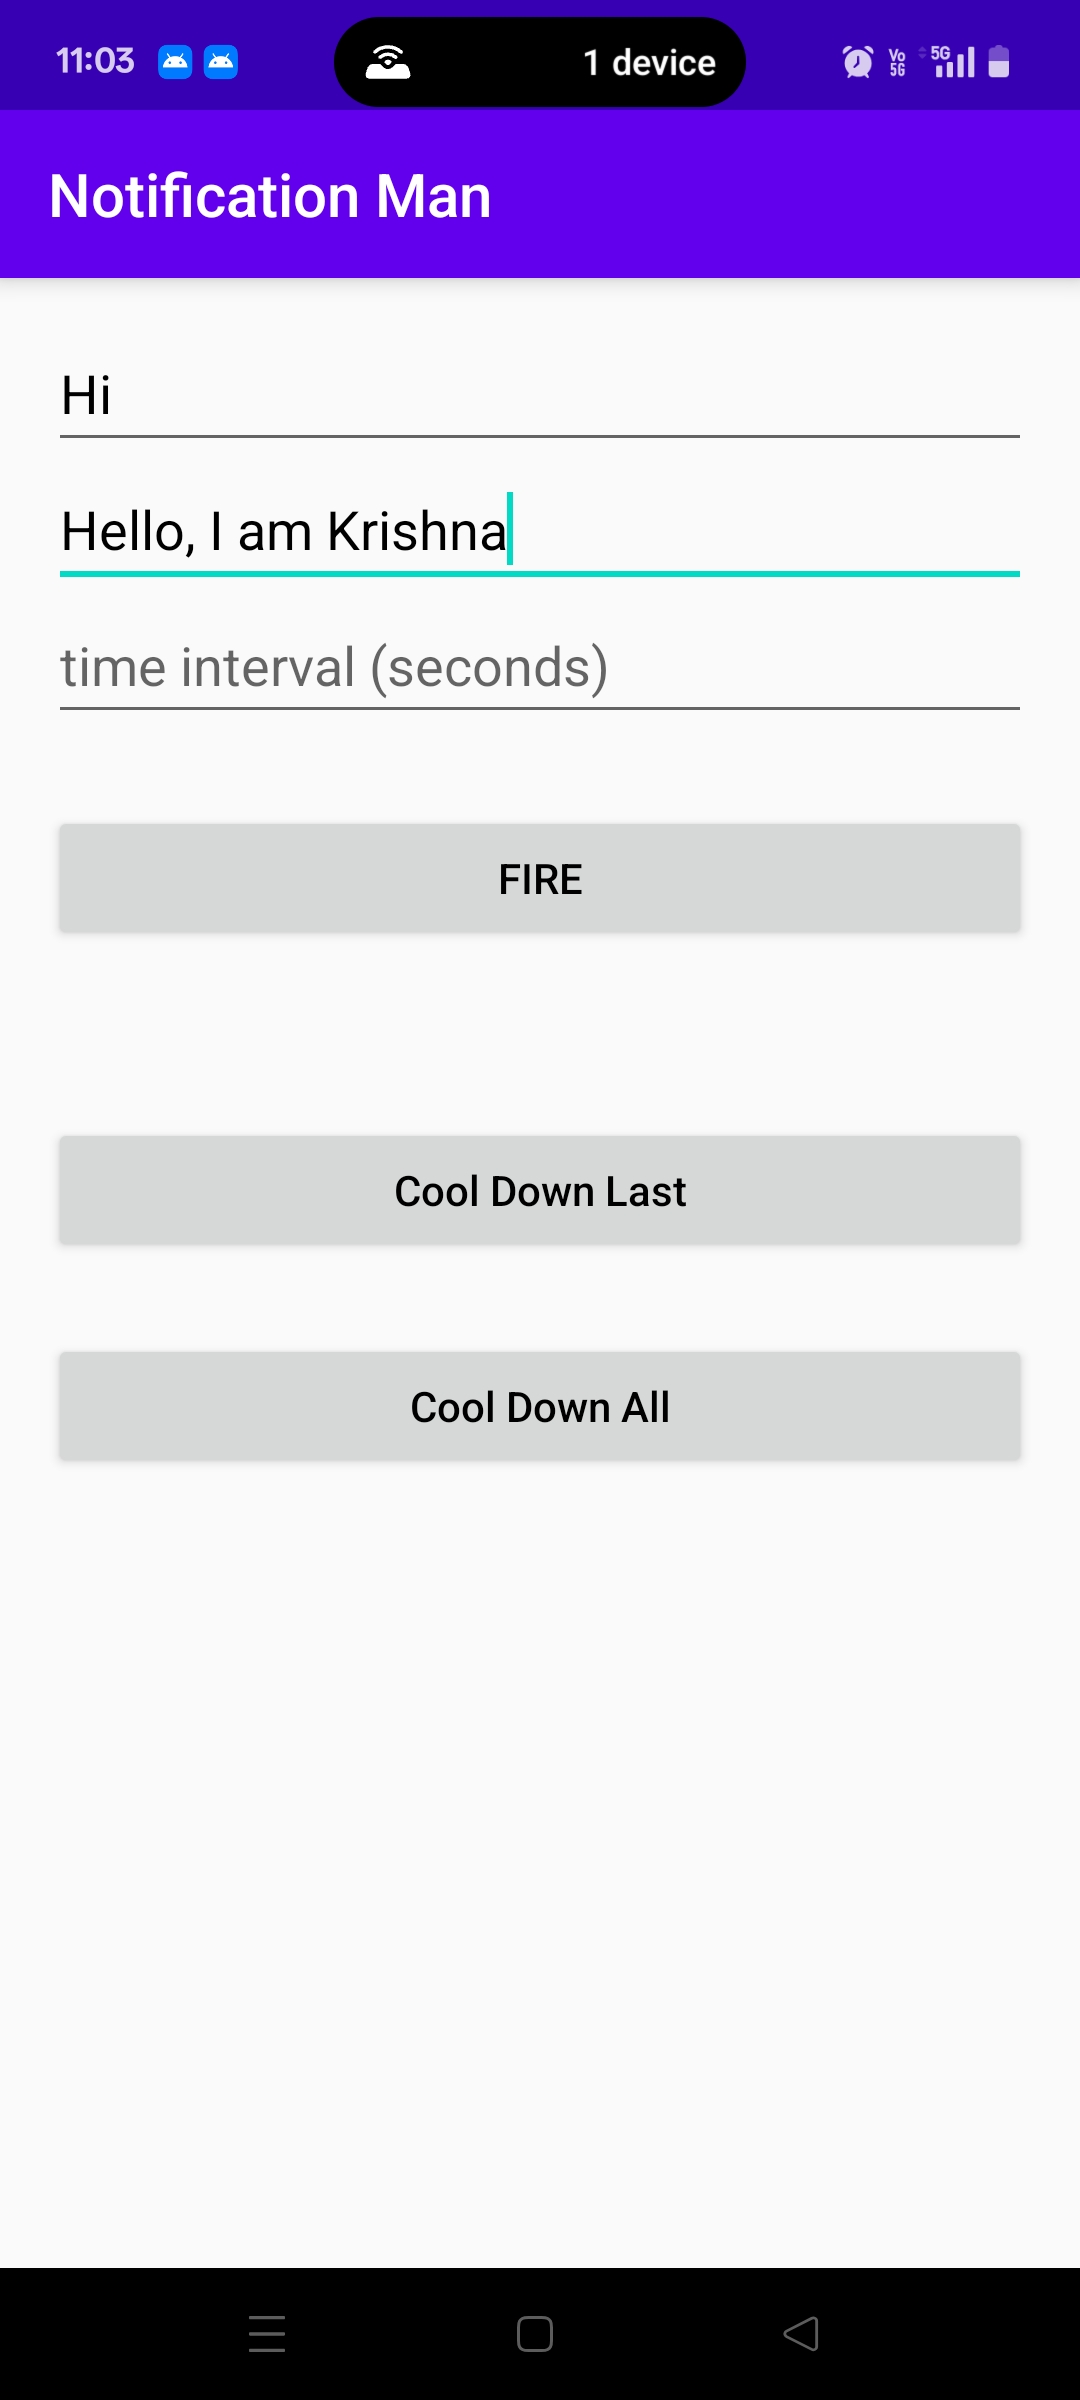 11:03 1 device Vo 5G 5G
Notification Man
Hi
Hello, I am Krishna
time interval (seconds)
FIRE
Cool Down Last
Cool Down All